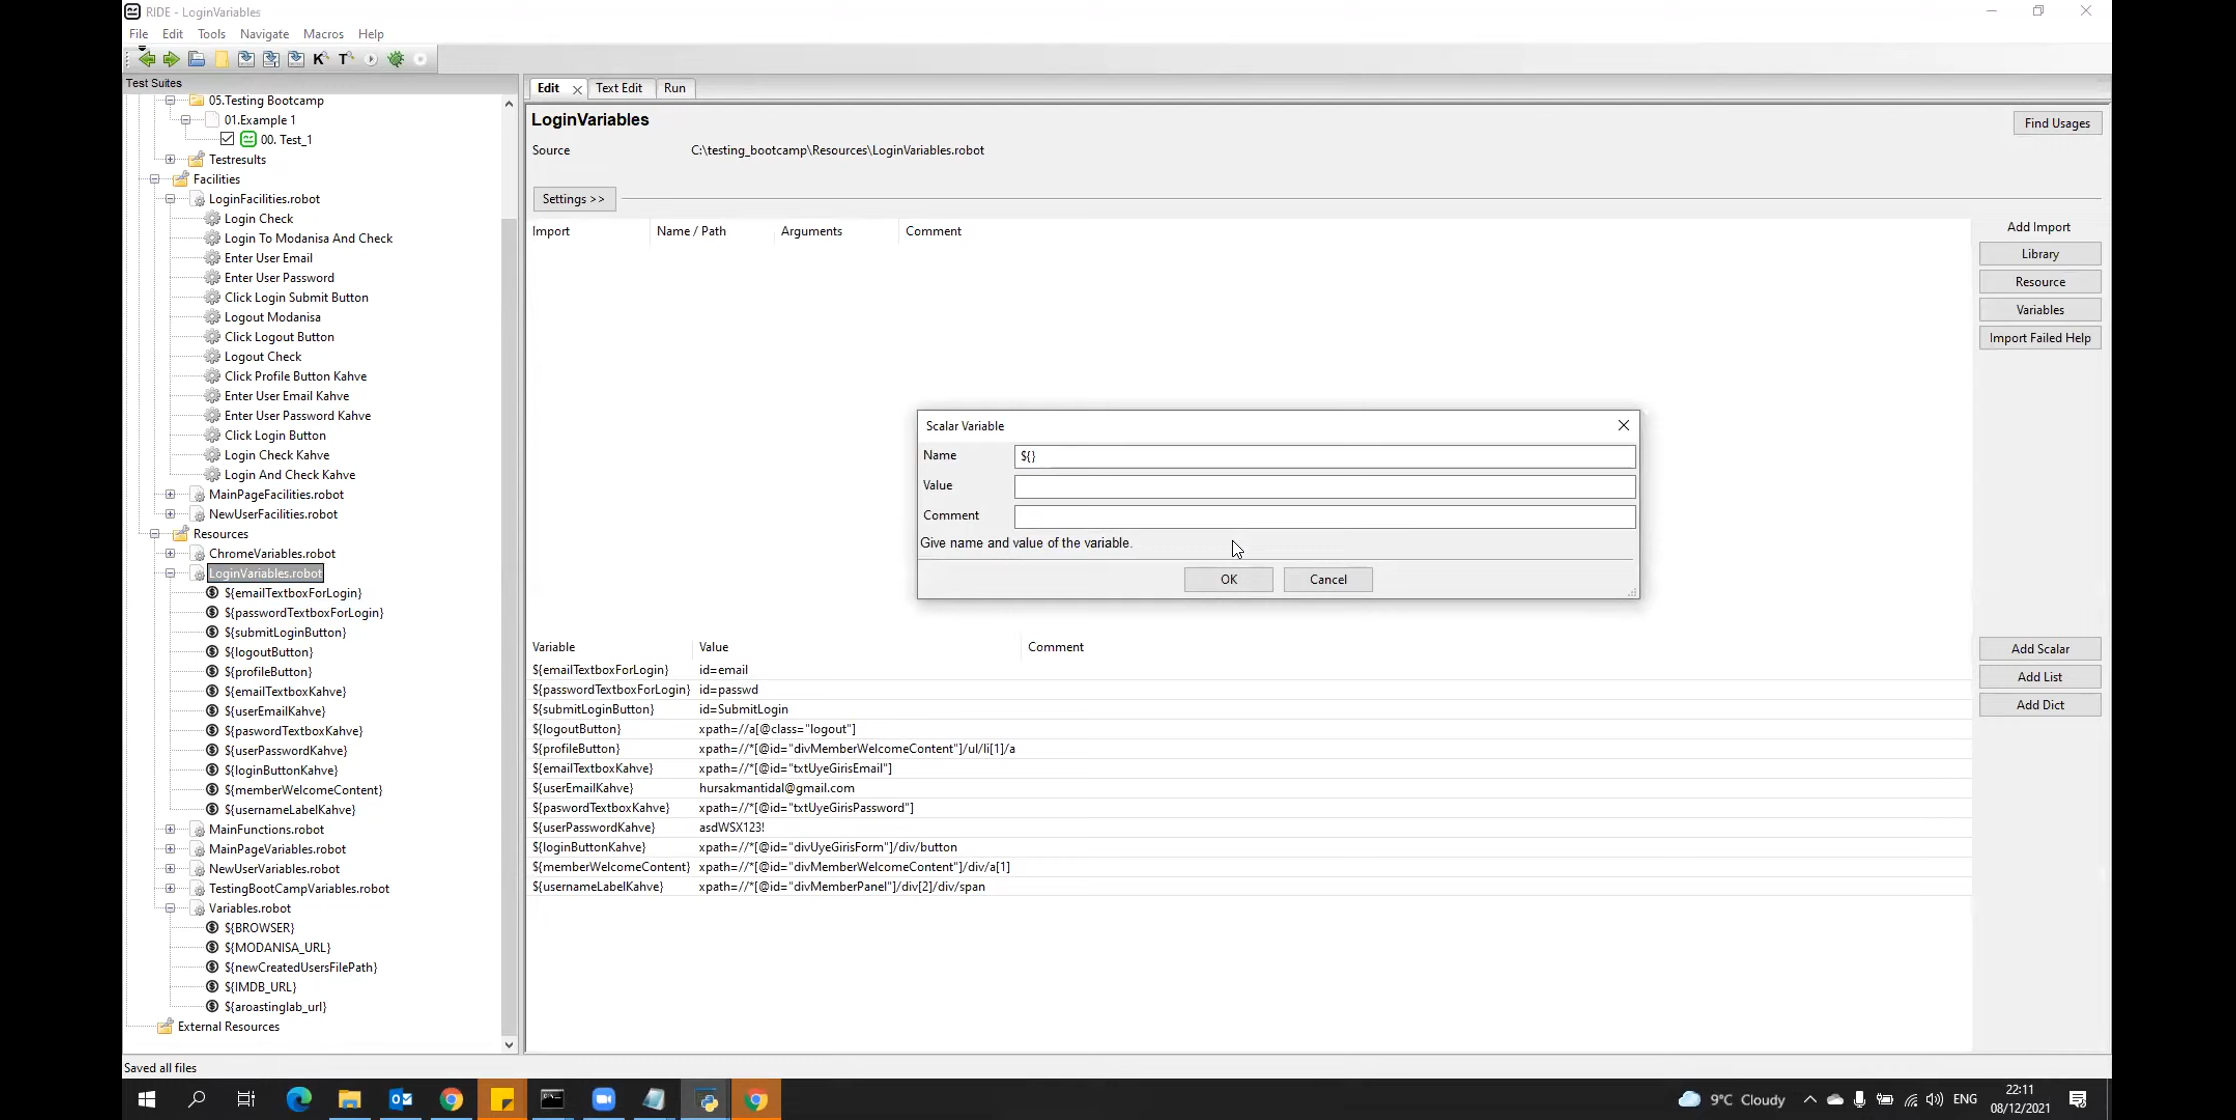 RIDE - LoginVariables
File Edit Tools Navigate Macros Help
Test Suites
05.Testing Bootcamp
01.Example 1
00. Test_1
Testresults
Facilities
LoginFacilities.robot
Login Check
Login To Modanisa And Check
Enter User Email
Enter User Password
Click Login Submit Button
Logout Modanisa
Click Logout Button
Logout Check
Click Profile Button Kahve
Enter User Email Kahve
Enter User Password Kahve
Click Login Button
Login Check Kahve
Login And Check Kahve
MainPageFacilities.robot
NewUserFacilities.robot
Resources
ChromeVariables.robot
LoginVariables.robot
${emailTextboxForLogin}
${passwordTextboxForLogin}
${submitLoginButton}
${logoutButton}
${profileButton}
${emailTextboxKahve}
${userEmailKahve}
${paswordTextboxKahve}
${userPasswordKahve}
${loginButtonKahve}
${memberWelcomeContent}
${usernameLabelKahve}
MainFunctions.robot
MainPageVariables.robot
NewUserVariables.robot
TestingBootCampVariables.robot
Variables.robot
${BROWSER}
${MODANISA_URL}
${newCreatedUsersFilePath}
${IMDB_URL}
${aroastinglab_url}
External Resources
Edit Text Edit Run
LoginVariables
Find Usages
Source C:\testing_bootcamp\Resources\LoginVariables.robot
Settings >>
Import Name / Path Arguments Comment
Add Import
Library
Resource
Variables
Import Failed Help
Scalar Variable
Name ${}
Value
Comment
Give name and value of the variable.
OK Cancel
Variable Value Comment
${emailTextboxForLogin} id=email
${passwordTextboxForLogin} id=passwd
${submitLoginButton} id=SubmitLogin
${logoutButton} xpath=//a[@class="logout"]
${profileButton} xpath=//*[@id="divMemberWelcomeContent"]/ul/li[1]/a
${emailTextboxKahve} xpath=//*[@id="txtUyeGirisEmail"]
${userEmailKahve} hursakmantidal@gmail.com
${paswordTextboxKahve} xpath=//*[@id="txtUyeGirisPassword"]
${userPasswordKahve} asdWSX123!
${loginButtonKahve} xpath=//*[@id="divUyeGirisForm"]/div/button
${memberWelcomeContent} xpath=//*[@id="divMemberWelcomeContent"]/div/a[1]
${usernameLabelKahve} xpath=//*[@id="divMemberPanel"]/div[2]/div/span
Add Scalar
Add List
Add Dict
Saved all files
9°C Cloudy ENG
22:11
08/12/2021